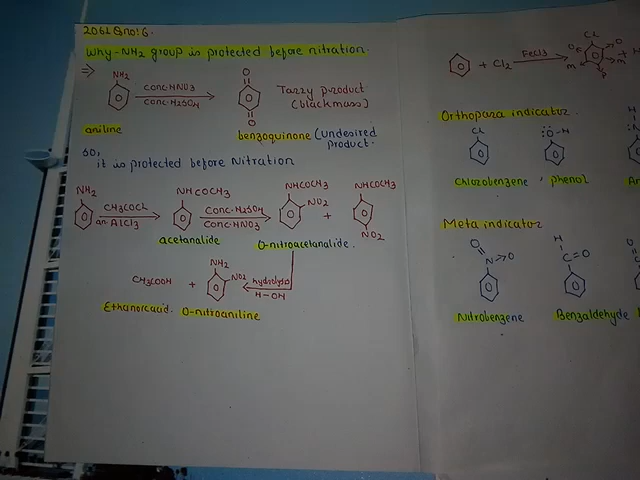 2061 Q.no:6.
Why -NH2 group is protected before nitration.
⇒
NH2
conc.HNO3
conc.H2SO4
O
O
Tarry product
(blackmass)
aniline
benzoquinone (undesired
product.
so,
it is protected before Nitration
NH2
CH3COCl
an.AlCl3
NHCOCH3
conc.H2SO4
conc.HNO3
NHCOCH3
NO2
+
NHCOCH3
NO2
acetanalide
O-nitroacetanalide.
CH3COOH
+
NH2
NO2
hydrolysis
H-OH
O-nitroaniline
+ Cl2
FeCl3
Cl
O
O
m
m
P
+ H
Orthopara indicator.
Cl
:Ö-H
H
Chlorobenzene
phenol
An
Meta indicator
O
N→O
H
C=O
Nitrobenzene
Benzaldehyde